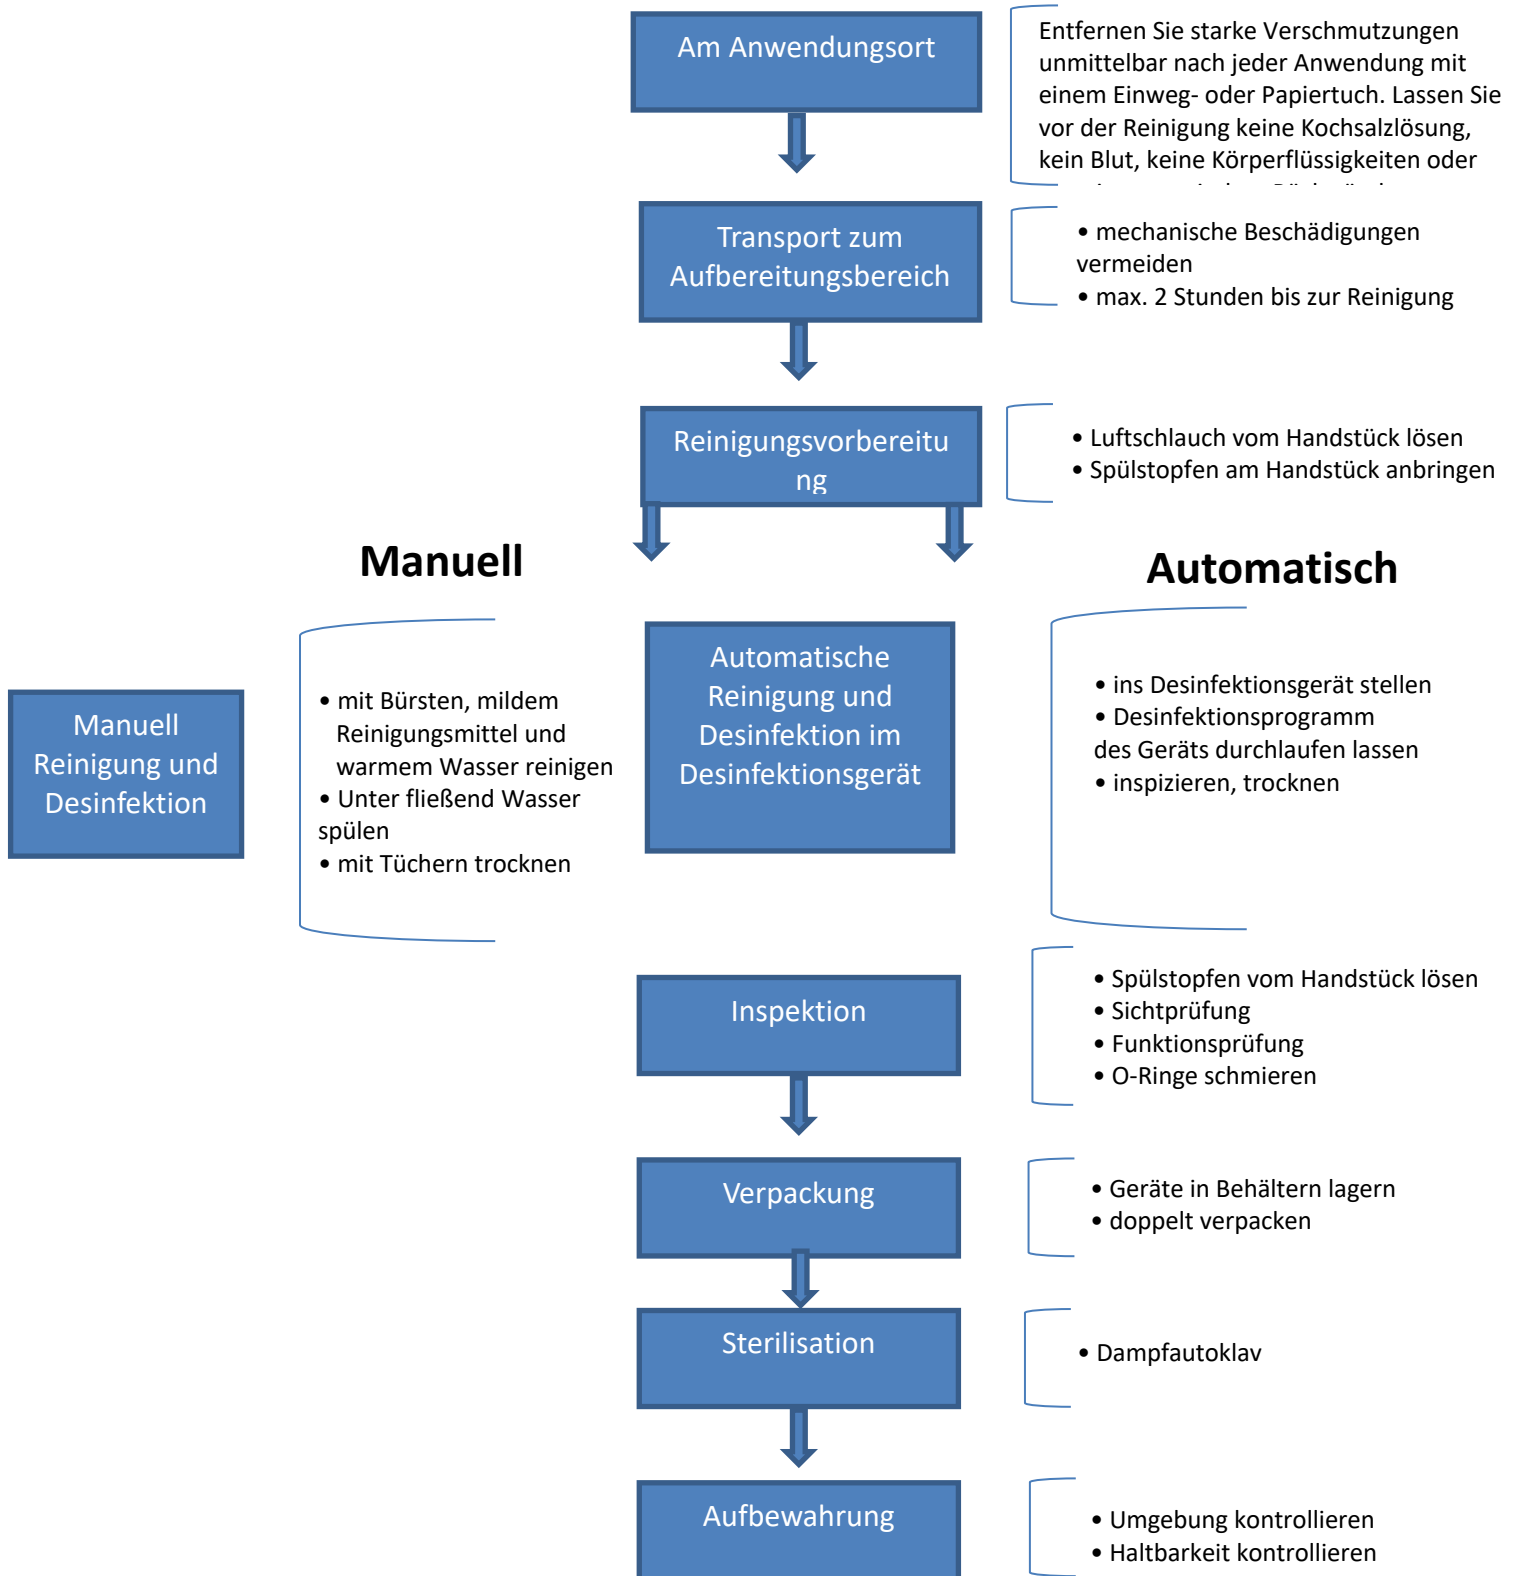 Am Anwendungsort
Entfernen Sie starke Verschmutzungen
unmittelbar nach jeder Anwendung mit
einem Einweg- oder Papiertuch. Lassen Sie
vor der Reinigung keine Kochsalzlösung,
kein Blut, keine Körperflüssigkeiten oder
Transport zum
Aufbereitungsbereich
• mechanische Beschädigungen
vermeiden
• max. 2 Stunden bis zur Reinigung
Reinigungsvorbereitu
ng
• Luftschlauch vom Handstück lösen
• Spülstopfen am Handstück anbringen
Manuell
Automatisch
Manuell
Reinigung und
Desinfektion
• mit Bürsten, mildem
Reinigungsmittel und
warmem Wasser reinigen
• Unter fließend Wasser
spülen
• mit Tüchern trocknen
Automatische
Reinigung und
Desinfektion im
Desinfektionsgerät
• ins Desinfektionsgerät stellen
• Desinfektionsprogramm
des Geräts durchlaufen lassen
• inspizieren, trocknen
Inspektion
• Spülstopfen vom Handstück lösen
• Sichtprüfung
• Funktionsprüfung
• O-Ringe schmieren
Verpackung
• Geräte in Behältern lagern
• doppelt verpacken
Sterilisation
• Dampfautoklav
Aufbewahrung
• Umgebung kontrollieren
• Haltbarkeit kontrollieren